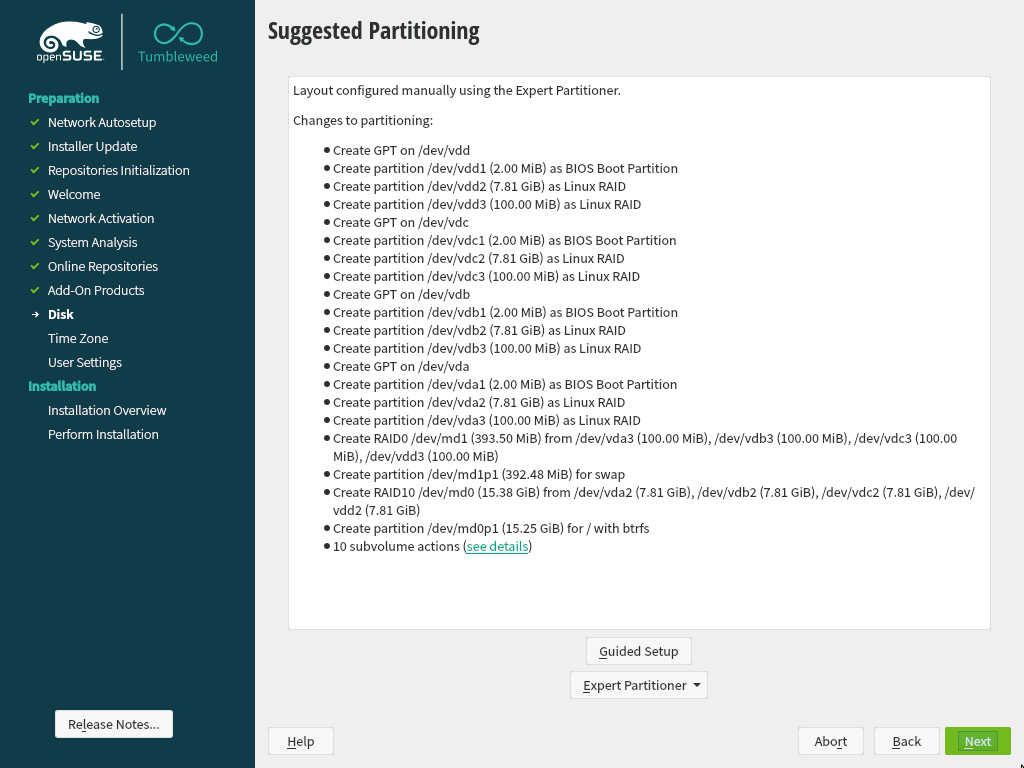 openSUSE
Tumbleweed
Preparation
Network Autosetup
Installer Update
Repositories Initialization
Welcome
Network Activation
System Analysis
Online Repositories
Add-On Products
Disk
Time Zone
User Settings
Installation
Installation Overview
Perform Installation
Release Notes...
Suggested Partitioning
Layout configured manually using the Expert Partitioner.
Changes to partitioning:
Create GPT on /dev/vdd
Create partition /dev/vdd1 (2.00 MiB) as BIOS Boot Partition
Create partition /dev/vdd2 (7.81 GiB) as Linux RAID
Create partition /dev/vdd3 (100.00 MiB) as Linux RAID
Create GPT on /dev/vdc
Create partition /dev/vdc1 (2.00 MiB) as BIOS Boot Partition
Create partition /dev/vdc2 (7.81 GiB) as Linux RAID
Create partition /dev/vdc3 (100.00 MiB) as Linux RAID
Create GPT on /dev/vdb
Create partition /dev/vdb1 (2.00 MiB) as BIOS Boot Partition
Create partition /dev/vdb2 (7.81 GiB) as Linux RAID
Create partition /dev/vdb3 (100.00 MiB) as Linux RAID
Create GPT on /dev/vda
Create partition /dev/vda1 (2.00 MiB) as BIOS Boot Partition
Create partition /dev/vda2 (7.81 GiB) as Linux RAID
Create partition /dev/vda3 (100.00 MiB) as Linux RAID
Create RAID0 /dev/md1 (393.50 MiB) from /dev/vda3 (100.00 MiB), /dev/vdb3 (100.00 MiB), /dev/vdc3 (100.00
MiB), /dev/vdd3 (100.00 MiB)
Create partition /dev/md1p1 (392.48 MiB) for swap
Create RAID10 /dev/md0 (15.38 GiB) from /dev/vda2 (7.81 GiB), /dev/vdb2 (7.81 GiB), /dev/vdc2 (7.81 GiB), /dev/
vdd2 (7.81 GiB)
Create partition /dev/md0p1 (15.25 GiB) for / with btrfs
10 subvolume actions (see details)
Guided Setup
Expert Partitioner
Help
Abort
Back
Next